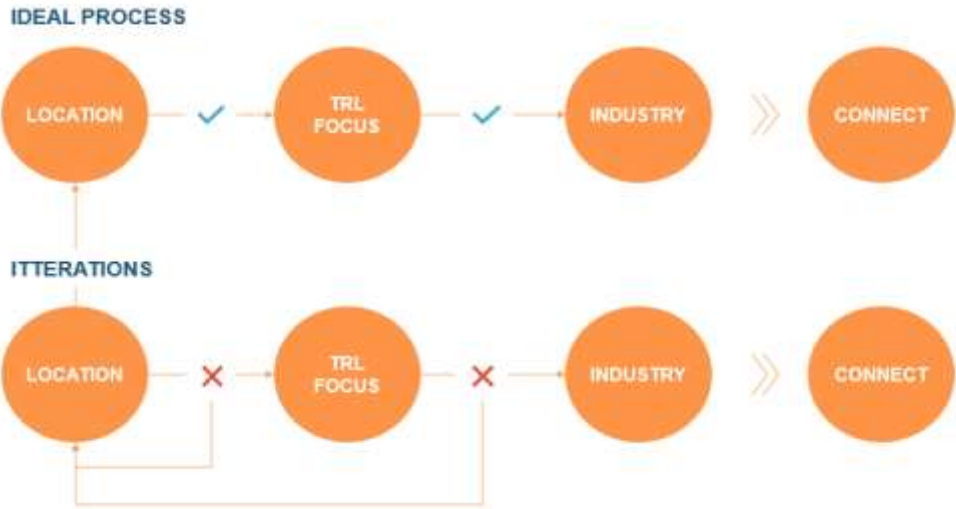 IDEAL PROCESS
LOCATION
TRL
FOCUS
INDUSTRY
CONNECT
ITTERATIONS
LOCATION
TRL
FOCUS
INDUSTRY
CONNECT